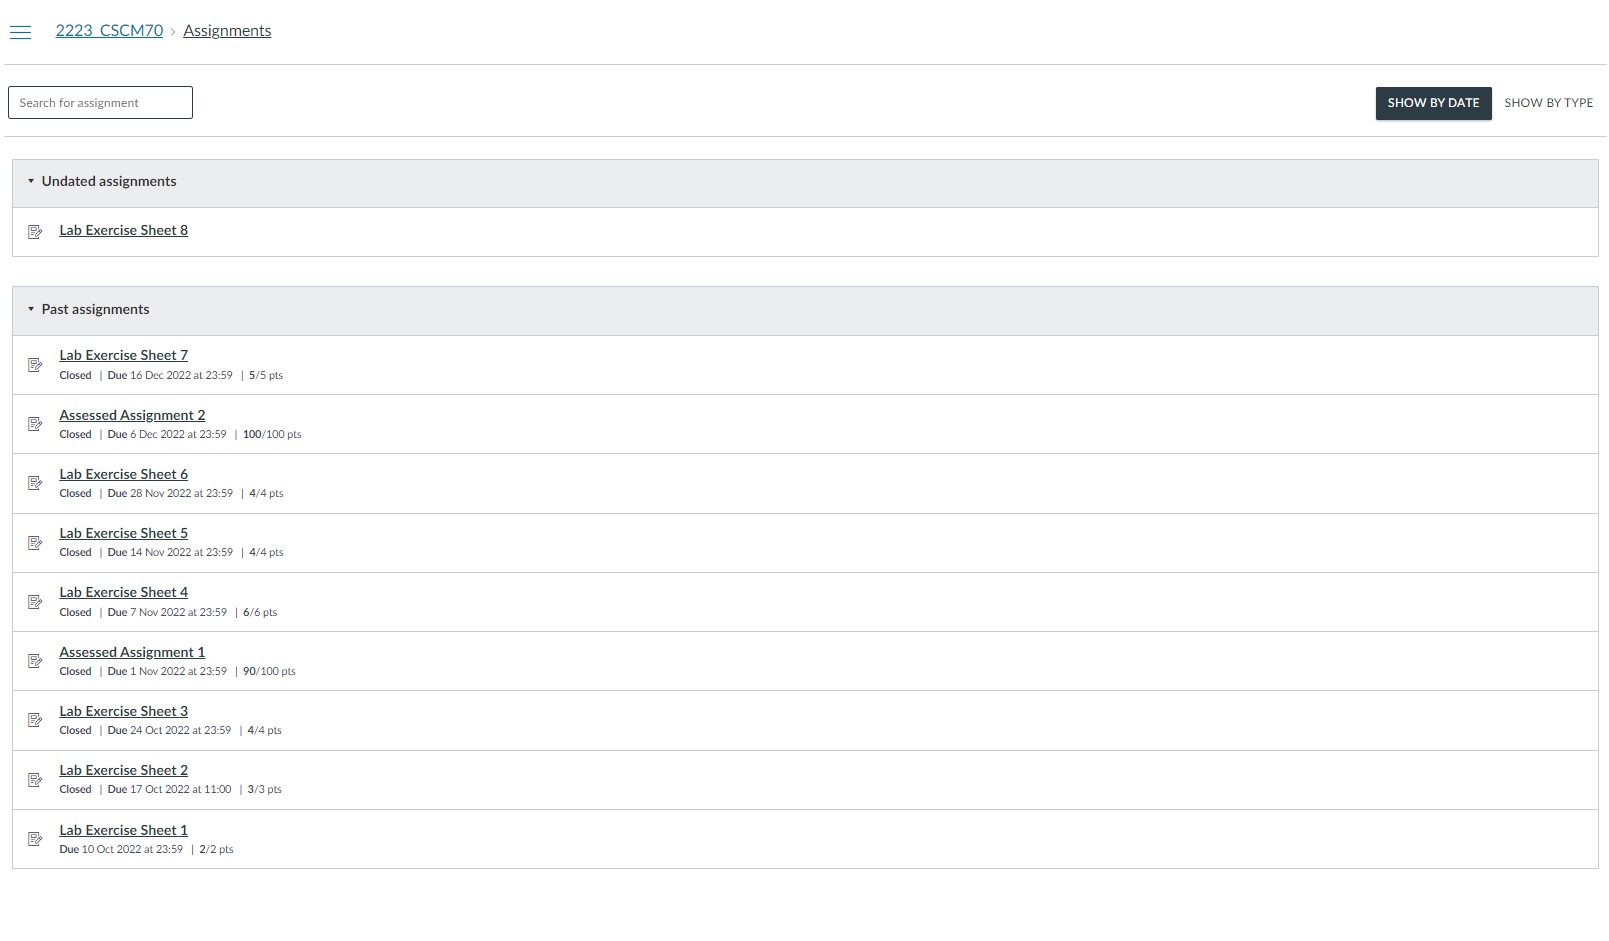 2223_CSCM70 › Assignments
Search for assignment
SHOW BY DATE SHOW BY TYPE
Undated assignments
Lab Exercise Sheet 8
Past assignments
Lab Exercise Sheet 7
Closed | Due 16 Dec 2022 at 23:59 | 5/5 pts
Assessed Assignment 2
Closed | Due 6 Dec 2022 at 23:59 | 100/100 pts
Lab Exercise Sheet 6
Closed | Due 28 Nov 2022 at 23:59 | 4/4 pts
Lab Exercise Sheet 5
Closed | Due 14 Nov 2022 at 23:59 | 4/4 pts
Lab Exercise Sheet 4
Closed | Due 7 Nov 2022 at 23:59 | 6/6 pts
Assessed Assignment 1
Closed | Due 1 Nov 2022 at 23:59 | 90/100 pts
Lab Exercise Sheet 3
Closed | Due 24 Oct 2022 at 23:59 | 4/4 pts
Lab Exercise Sheet 2
Closed | Due 17 Oct 2022 at 11:00 | 3/3 pts
Lab Exercise Sheet 1
Due 10 Oct 2022 at 23:59 | 2/2 pts